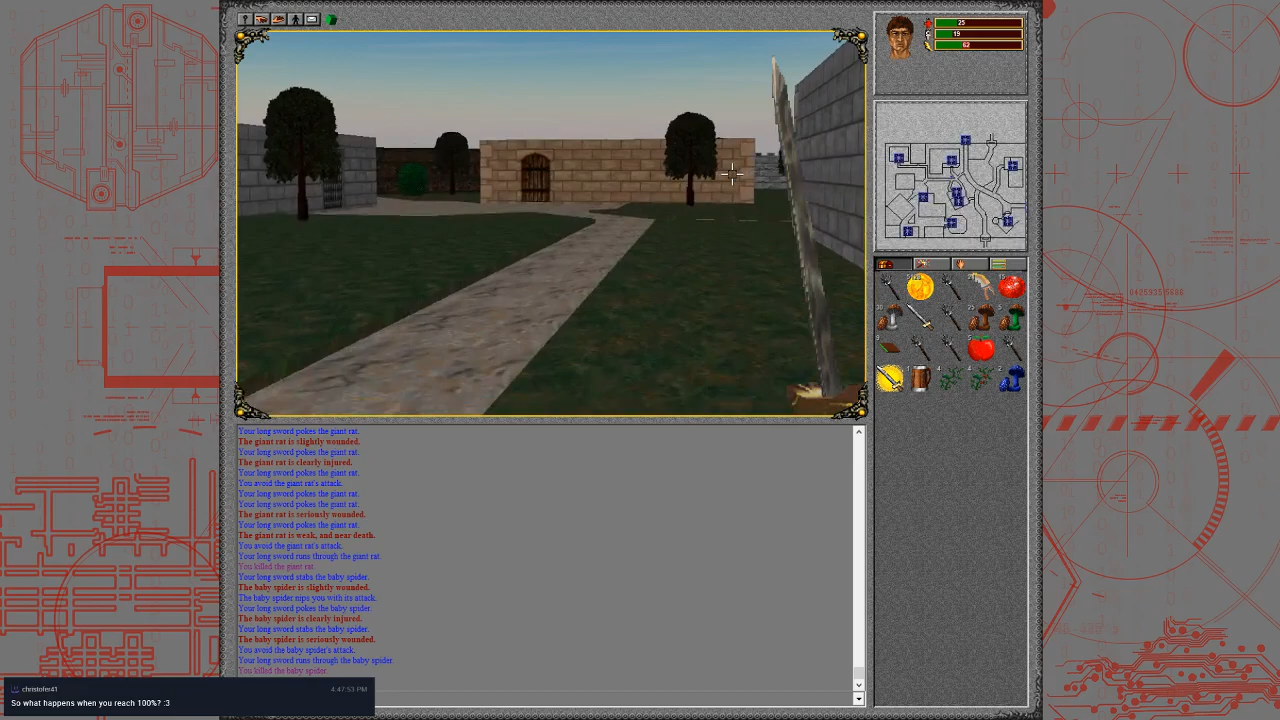 25
19
62
Your long sword pokes the giant rat.
The giant rat is slightly wounded.
Your long sword pokes the giant rat.
The giant rat is clearly injured.
Your long sword pokes the giant rat.
You avoid the giant rat's attack.
Your long sword pokes the giant rat.
Your long sword pokes the giant rat.
The giant rat is seriously wounded.
Your long sword pokes the giant rat.
The giant rat is weak, and near death.
You avoid the giant rat's attack.
Your long sword runs through the giant rat.
You killed the giant rat.
Your long sword stabs the baby spider.
The baby spider is slightly wounded.
The baby spider nips you with its attack.
Your long sword pokes the baby spider.
The baby spider is clearly injured.
Your long sword stabs the baby spider.
The baby spider is seriously wounded.
You avoid the baby spider's attack.
Your long sword runs through the baby spider.
You killed the baby spider.
christofer41 4:47:53 PM
So what happens when you reach 100%? :3